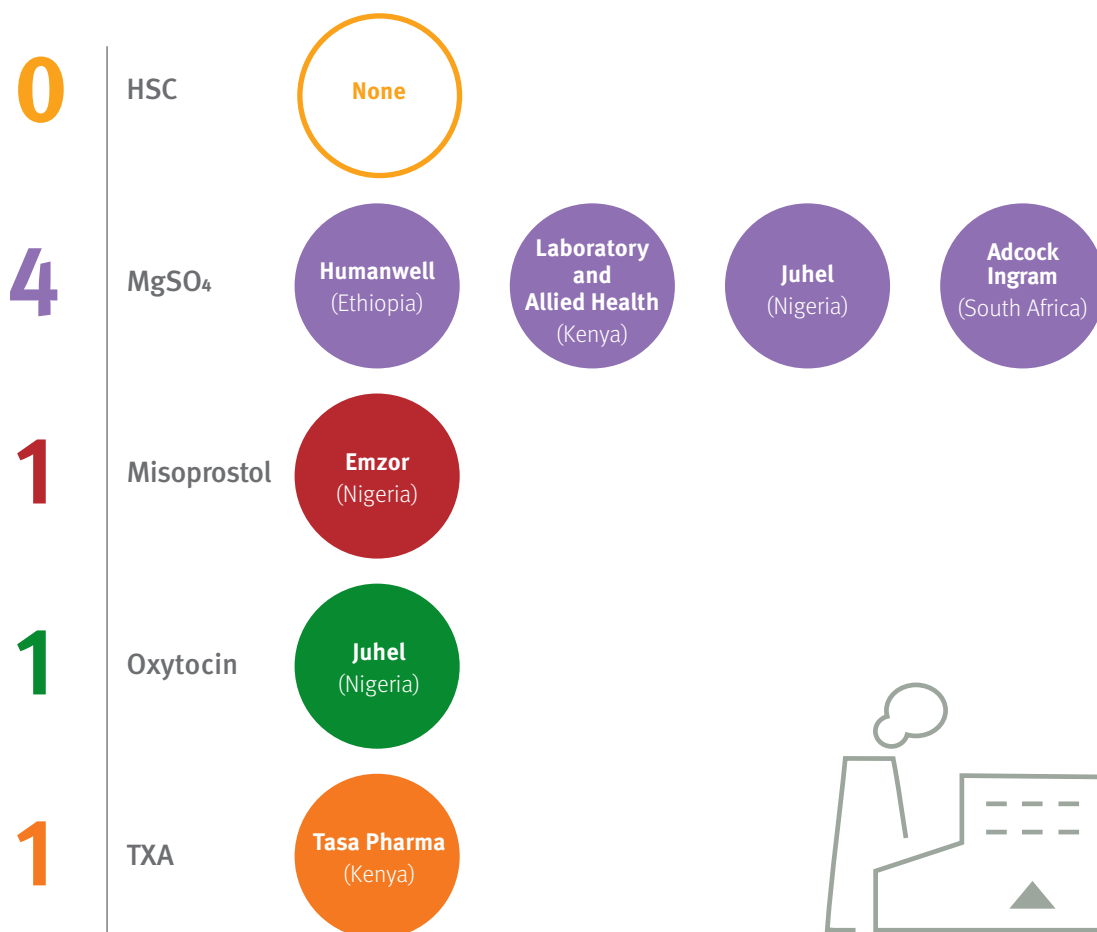 0
HSC
None
4
MgSO₄
Humanwell
(Ethiopia)
Laboratory
and
Allied Health
(Kenya)
Juhel
(Nigeria)
Adcock
Ingram
(South Africa)
1
Misoprostol
Emzor
(Nigeria)
1
Oxytocin
Juhel
(Nigeria)
1
TXA
Tasa Pharma
(Kenya)